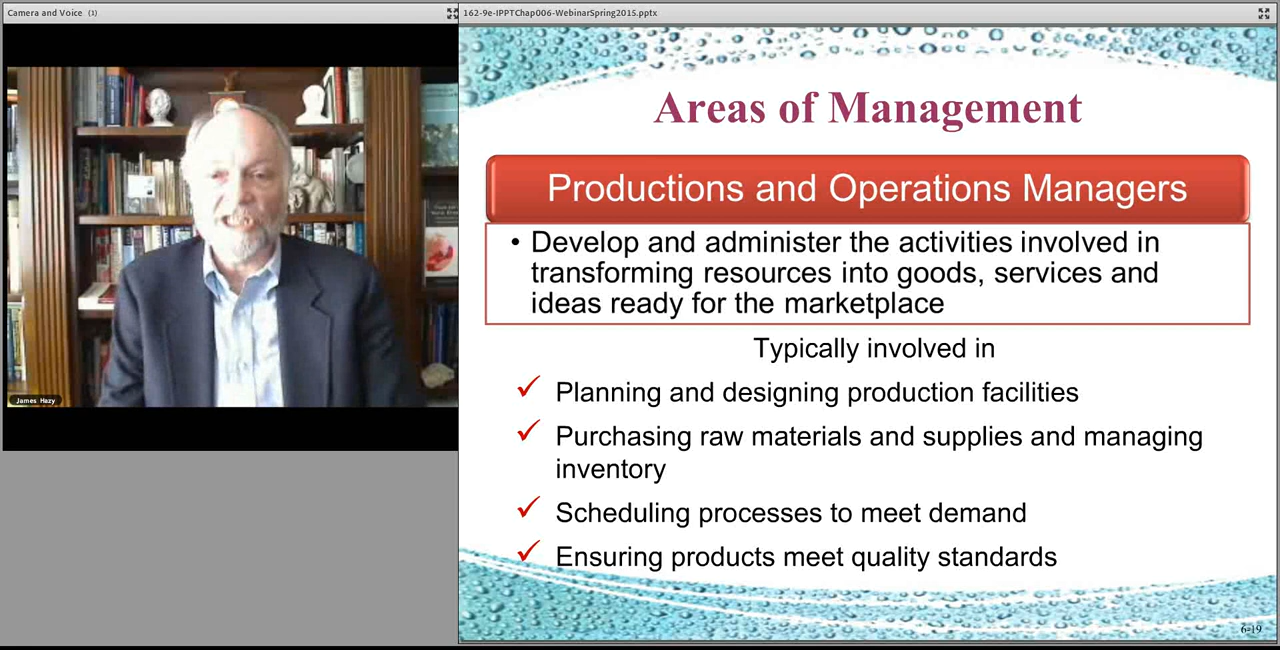 Camera and Voice (1)
162-9e-IPPTChap006-WebinarSpring2015.pptx
James Hazy
Areas of Management
Productions and Operations Managers
• Develop and administer the activities involved in
transforming resources into goods, services and
ideas ready for the marketplace
Typically involved in
Planning and designing production facilities
Purchasing raw materials and supplies and managing
inventory
Scheduling processes to meet demand
Ensuring products meet quality standards
6-19